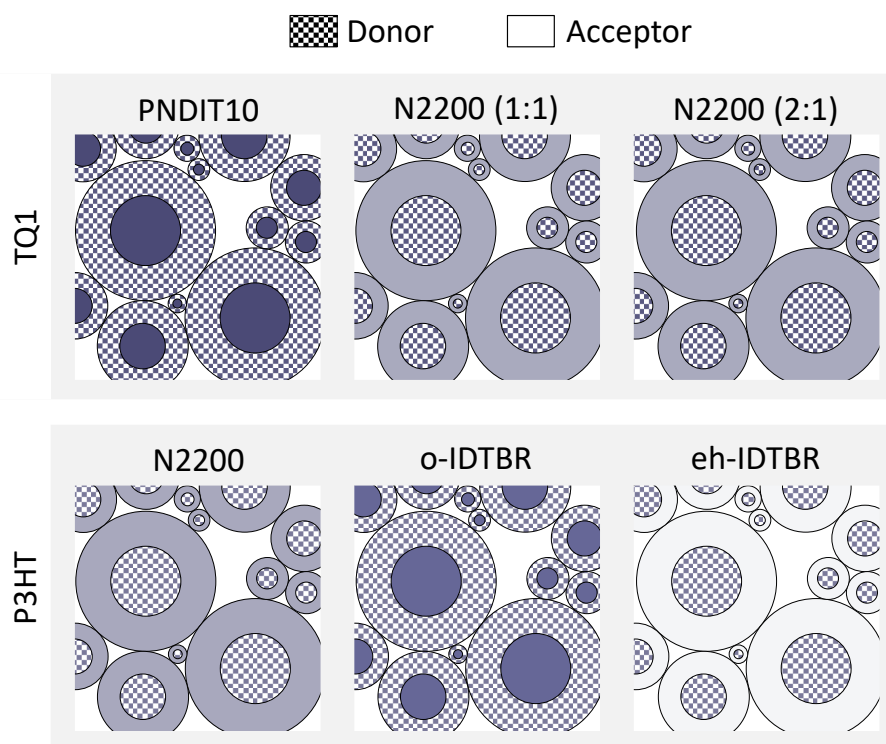 Donor
Acceptor
TQ1
PNDIT10
N2200 (1:1)
N2200 (2:1)
P3HT
N2200
o-IDTBR
eh-IDTBR